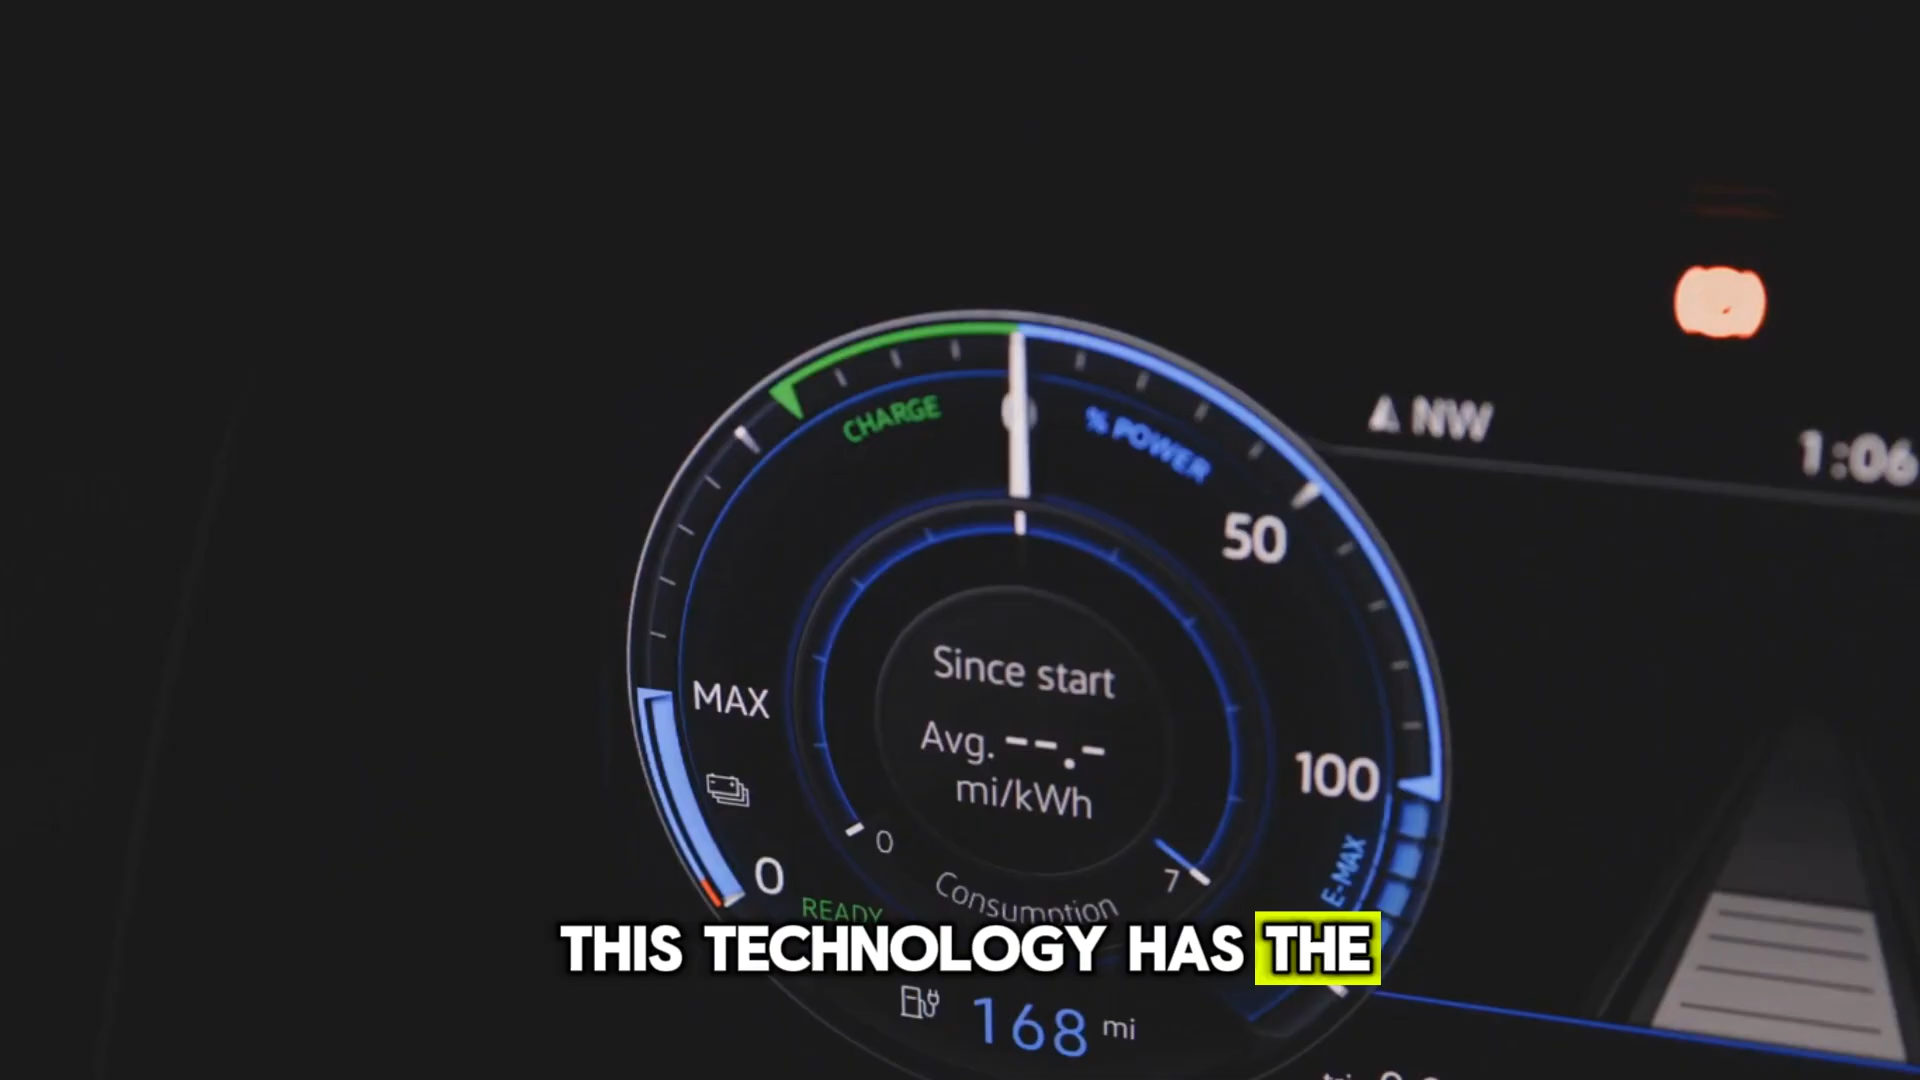 NW
1:06
CHARGE
% POWER
50
Since start
MAX
Avg. --.-
mi/kWh
100
0
0
7
E-MAX
READY
Consumption
THIS TECHNOLOGY HAS THE
168 mi